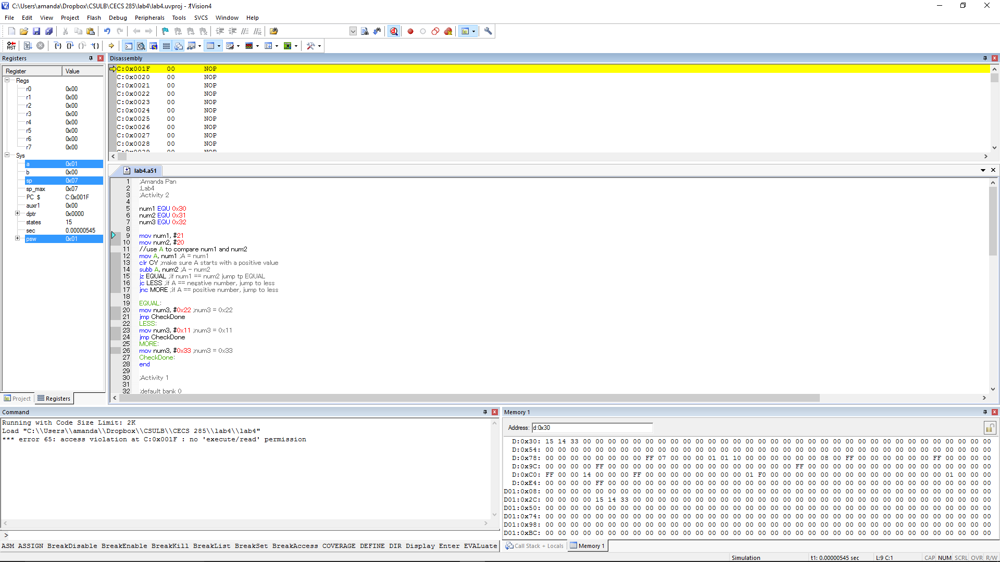 C:\Users\amanda\Dropbox\CSULB\CECS 285\lab4\lab4.uvproj - µVision4
File Edit View Project Flash Debug Peripherals Tools SVCS Window Help
RST
Registers
Register Value
Regs
r0 0x00
r1 0x00
r2 0x00
r3 0x00
r4 0x00
r5 0x00
r6 0x00
r7 0x00
Sys
a 0x01
b 0x00
sp 0x07
sp_max 0x07
PC $ C:0x001F
auxr1 0x00
dptr 0x0000
states 15
sec 0.00000545
psw 0x01
Project Registers
Disassembly
C:0x001F 00 NOP
C:0x0020 00 NOP
C:0x0021 00 NOP
C:0x0022 00 NOP
C:0x0023 00 NOP
C:0x0024 00 NOP
C:0x0025 00 NOP
C:0x0026 00 NOP
C:0x0027 00 NOP
C:0x0028 00 NOP
C:0x0029 00 NOP
lab4.a51
1 ;Amanda Pan
2 ;Lab4
3 ;Activity 2
4
5 num1 EQU 0x30
6 num2 EQU 0x31
7 num3 EQU 0x32
8
9 mov num1, #21
10 mov num2, #20
11 //use A to compare num1 and num2
12 mov A, num1 ;A = num1
13 clr CY ;make sure A starts with a positive value
14 subb A, num2 ;A - num2
15 jz EQUAL ;if num1 == num2 jump tp EQUAL
16 jc LESS ;if A == negative number, jump to less
17 jnc MORE ;if A == positive number, jump to less
18
19 EQUAL:
20 mov num3, #0x22 ;num3 = 0x22
21 jmp CheckDone
22 LESS:
23 mov num3, #0x11 ;num3 = 0x11
24 jmp CheckDone
25 MORE:
26 mov num3, #0x33 ;num3 = 0x33
27 CheckDone:
28 end
29
30 ;Activity 1
31
32 ;default bank 0
Command
Running with Code Size Limit: 2K
Load "C:\\Users\\amanda\\Dropbox\\CSULB\\CECS 285\\lab4\\lab4"
*** error 65: access violation at C:0x001F : no 'execute/read' permission
>
ASM ASSIGN BreakDisable BreakEnable BreakKill BreakList BreakSet BreakAccess COVERAGE DEFINE DIR Display Enter EVALuate
Memory 1
Address: d:0x30
D:0x30: 15 14 33 00 00 00 00 00 00 00 00 00 00 00 00 00 00 00 00 00 00 00 00 00 00 00 00 00 00 00 00 00 00 00 00 00
D:0x54: 00 00 00 00 00 00 00 00 00 00 00 00 00 00 00 00 00 00 00 00 00 00 00 00 00 00 00 00 00 00 00 00 00 00 00 00
D:0x78: 00 00 00 00 00 00 00 00 FF 07 00 00 00 01 01 10 00 00 00 00 00 00 08 00 FF 00 00 00 00 00 00 FF 00 00 00 00
D:0x9C: 00 00 00 00 FF 00 00 00 00 00 00 00 00 00 00 00 00 00 00 00 FF 00 00 00 00 00 00 00 00 00 00 00 00 00 00 00
D:0xC0: FF 00 00 14 00 00 00 FF 00 00 00 00 00 00 00 00 01 F0 00 00 00 00 00 00 00 00 00 00 00 00 00 00 01 00 00 00
D:0xE4: 00 00 00 00 FF 00 00 00 00 00 00 00 00 00 00 00 00 00 00 00 00 00 00 00 00 00 00 00 00 00 00 00 00 00 00 00
D01:0x08: 00 00 00 00 00 00 00 00 00 00 00 00 00 00 00 00 00 00 00 00 00 00 00 00 00 00 00 00 00 00 00 00 00 00 00 00
D01:0x2C: 00 00 00 00 15 14 33 00 00 00 00 00 00 00 00 00 00 00 00 00 00 00 00 00 00 00 00 00 00 00 00 00 00 00 00 00
D01:0x50: 00 00 00 00 00 00 00 00 00 00 00 00 00 00 00 00 00 00 00 00 00 00 00 00 00 00 00 00 00 00 00 00 00 00 00 00
D01:0x74: 00 00 00 00 00 00 00 00 00 00 00 00 00 00 00 00 00 00 00 00 00 00 00 00 00 00 00 00 00 00 00 00 00 00 00 00
D01:0x98: 00 00 00 00 00 00 00 00 00 00 00 00 00 00 00 00 00 00 00 00 00 00 00 00 00 00 00 00 00 00 00 00 00 00 00 00
D01:0xBC: 00 00 00 00 00 00 00 00 00 00 00 00 00 00 00 00 00 00 00 00 00 00 00 00 00 00 00 00 00 00 00 00 00 00 00 00
Call Stack + Locals Memory 1
Simulation t1: 0.00000545 sec L:9 C:1 CAP NUM SCRL OVR R/W